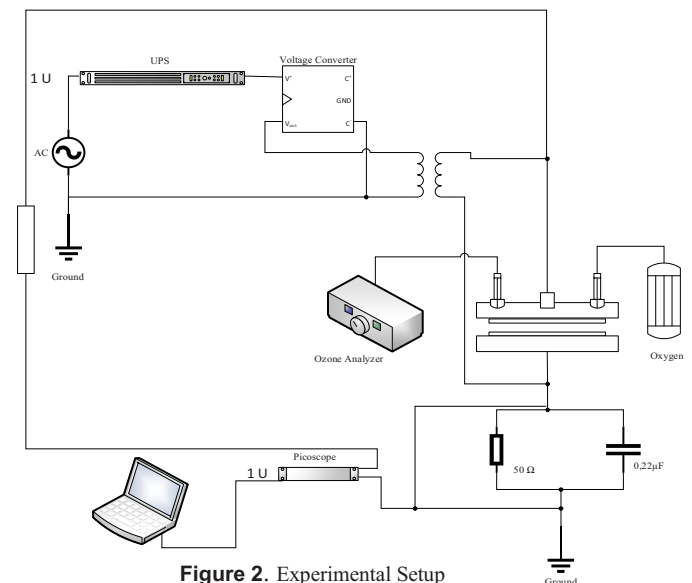 UPS
Voltage Converter
1 U
V⁺
C⁺
GND
Vout
C⁻
AC
Ground
Ozone Analyzer
Oxygen
Picoscope
1 U
50 Ω
0,22µF
Ground
Figure 2. Experimental Setup